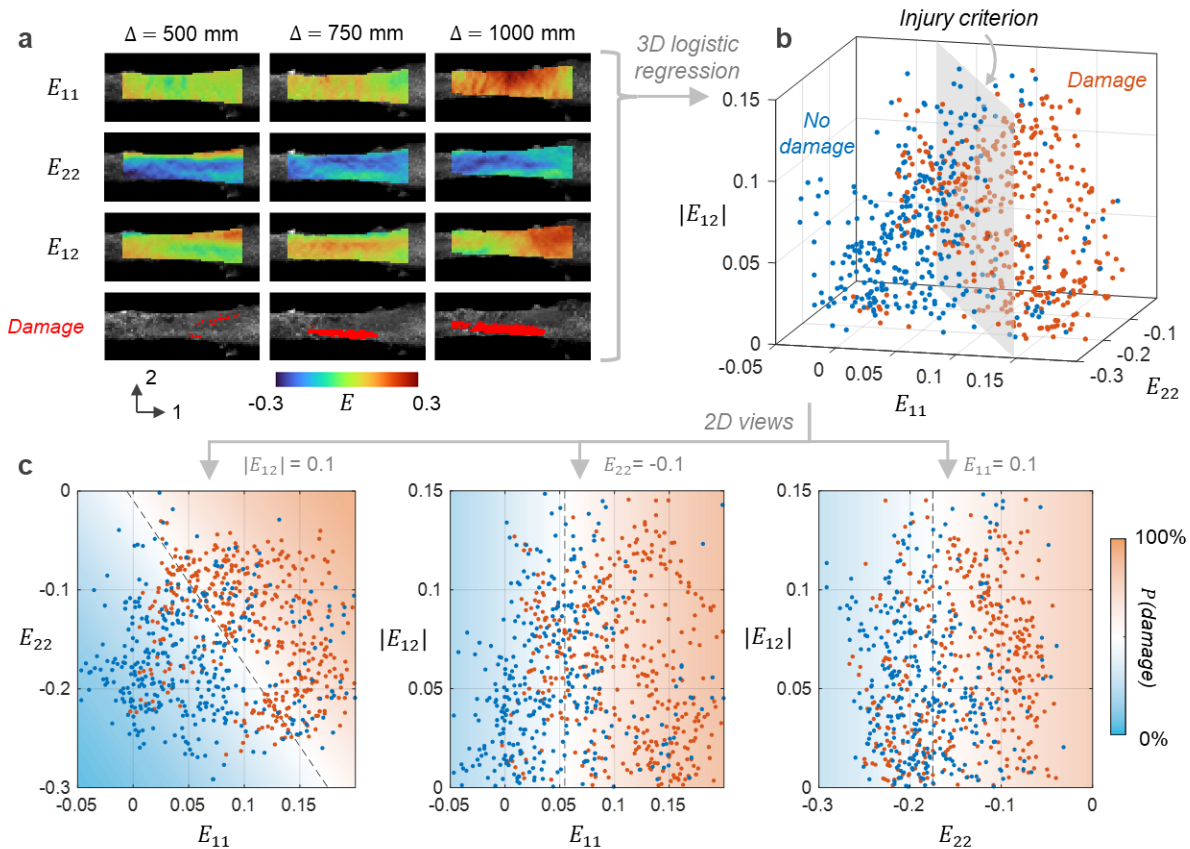 a
Δ = 500 mm
Δ = 750 mm
Δ = 1000 mm
E₁₁
E₂₂
E₁₂
Damage
2
1
-0.3
E
0.3
3D logistic
regression
b
Injury criterion
Damage
No
damage
|E₁₂|
0.15
0.1
0.05
0
-0.05
0
0.05
0.1
0.15
E₁₁
-0.3
-0.2
-0.1
E₂₂
2D views
c
|E₁₂| = 0.1
0
-0.1
E₂₂
-0.2
-0.3
-0.05
0
0.05
0.1
0.15
E₁₁
E₂₂= -0.1
0.15
0.1
|E₁₂|
0.05
0
-0.05
0
0.05
0.1
0.15
E₁₁
E₁₁= 0.1
0.15
0.1
|E₁₂|
0.05
0
-0.3
-0.2
-0.1
0
E₂₂
100%
P(damage)
0%